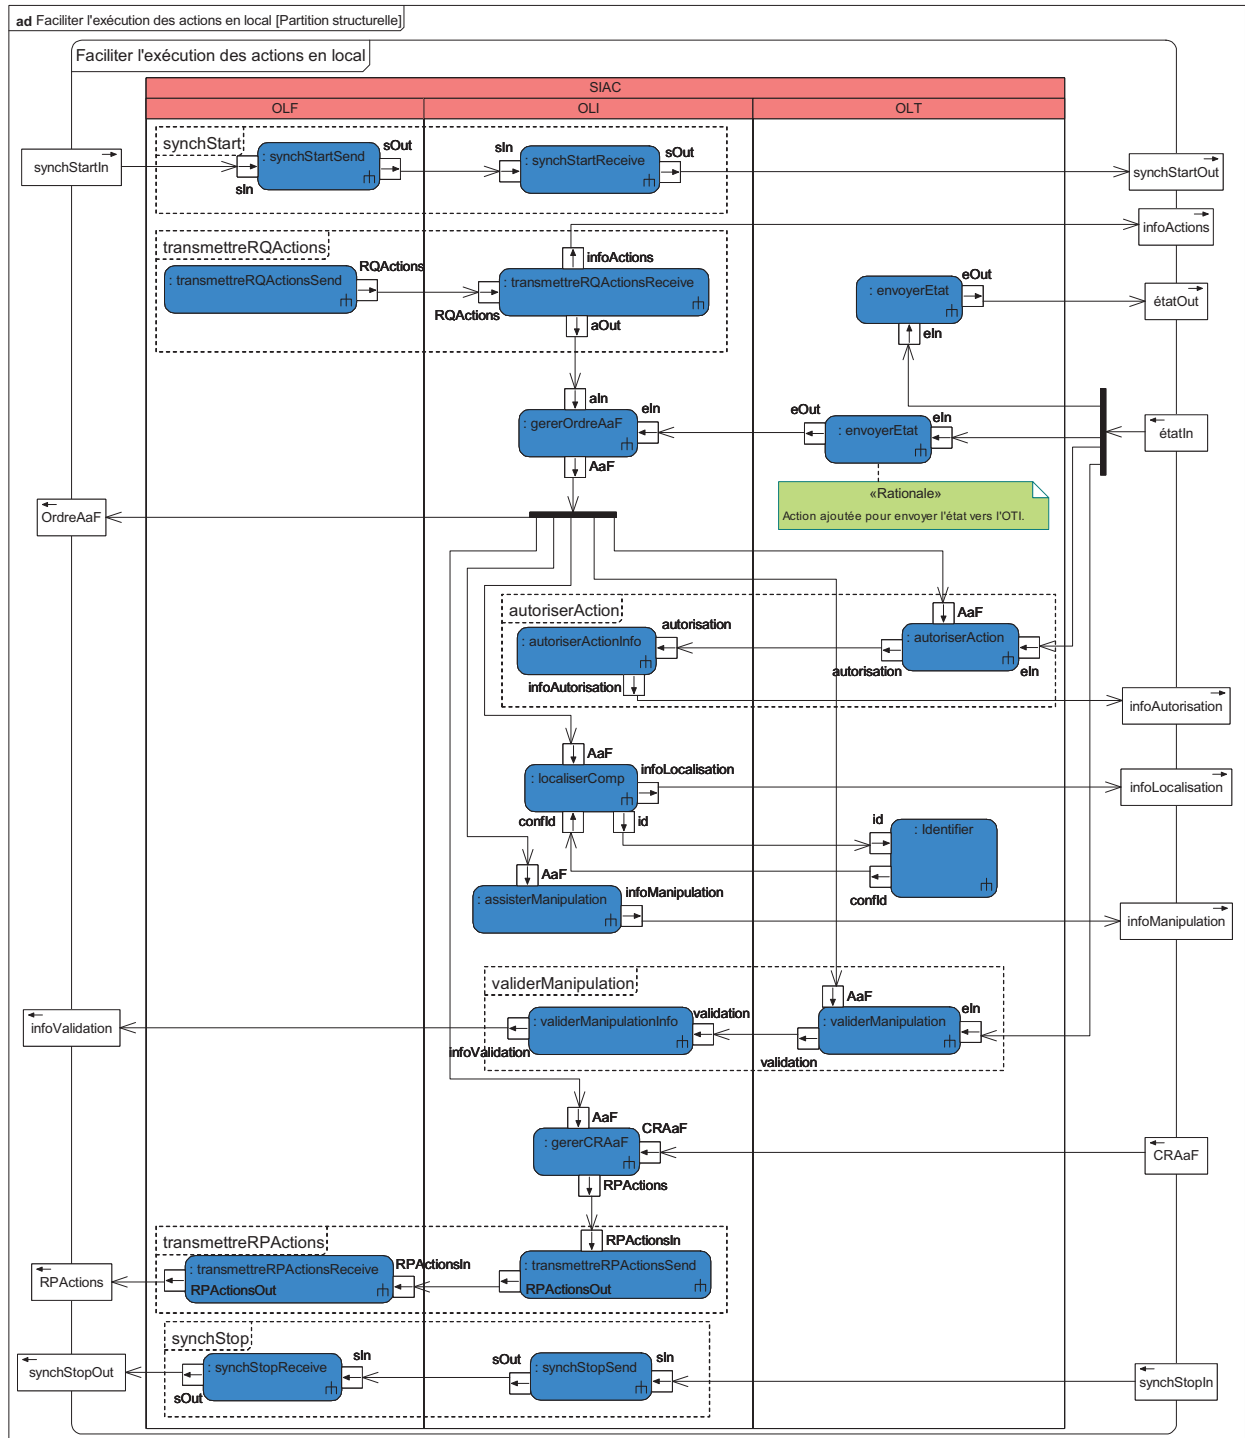 ad Faciliter l'exécution des actions en local [Partition structurelle]
Faciliter l'exécution des actions en local
SIAC
OLF
OLI
OLT
synchStart
synchStartIn
sIn
: synchStartSend
sOut
sIn
: synchStartReceive
sOut
synchStartOut
infoActions
transmettreRQActions
: transmettreRQActionsSend
RQActions
RQActions
infoActions
: transmettreRQActionsReceive
aOut
: envoyerEtat
eOut
eIn
étatOut
aIn
: gererOrdreAaF
eIn
AaF
eOut
: envoyerEtat
eIn
étatIn
«Rationale»
Action ajoutée pour envoyer l'état vers l'OTI.
OrdreAaF
autoriserAction
: autoriserActionInfo
autorisation
infoAutorisation
AaF
: autoriserAction
autorisation
eIn
infoAutorisation
AaF
: localiserComp
infoLocalisation
confId
id
infoLocalisation
id
: Identifier
confId
AaF
: assisterManipulation
infoManipulation
infoManipulation
validerManipulation
infoValidation
: validerManipulationInfo
validation
infoValidation
AaF
: validerManipulation
eIn
validation
AaF
: gererCRAaF
CRAaF
RPActions
CRAaF
transmettreRPActions
RPActions
: transmettreRPActionsReceive
RPActionsOut
RPActionsIn
RPActionsIn
: transmettreRPActionsSend
RPActionsOut
synchStop
synchStopOut
: synchStopReceive
sOut
sIn
sOut
: synchStopSend
sIn
synchStopIn